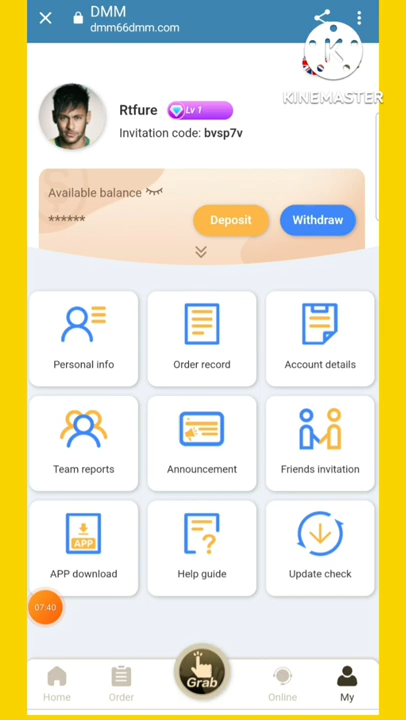 DMM
dmm66dmm.com
KINEMASTER
Rtfure
Lv 1
Invitation code: bvsp7v
Available balance
******
Deposit
Withdraw
Personal info
Order record
Account details
Team reports
Announcement
Friends invitation
APP
APP download
Help guide
Update check
07:40
Grab
Home
Order
Online
My